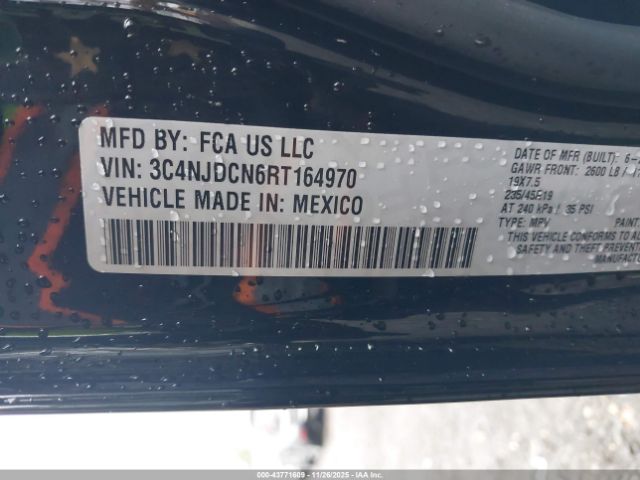 MFD BY: FCA US LLC
VIN: 3C4NJDCN6RT164970
VEHICLE MADE IN: MEXICO
DATE OF MFR (BUILT): 6-
GAWR FRONT: 2600 LB
19X7.5
235/45R19
AT 240 kPa / 35 PSI
TYPE: MPV PAINT:
THIS VEHICLE CONFORMS TO
SAFETY AND THEFT PREVENT
MANUFACTU
000-43771609 - 11/26/2025 - IAA Inc. (ACV)